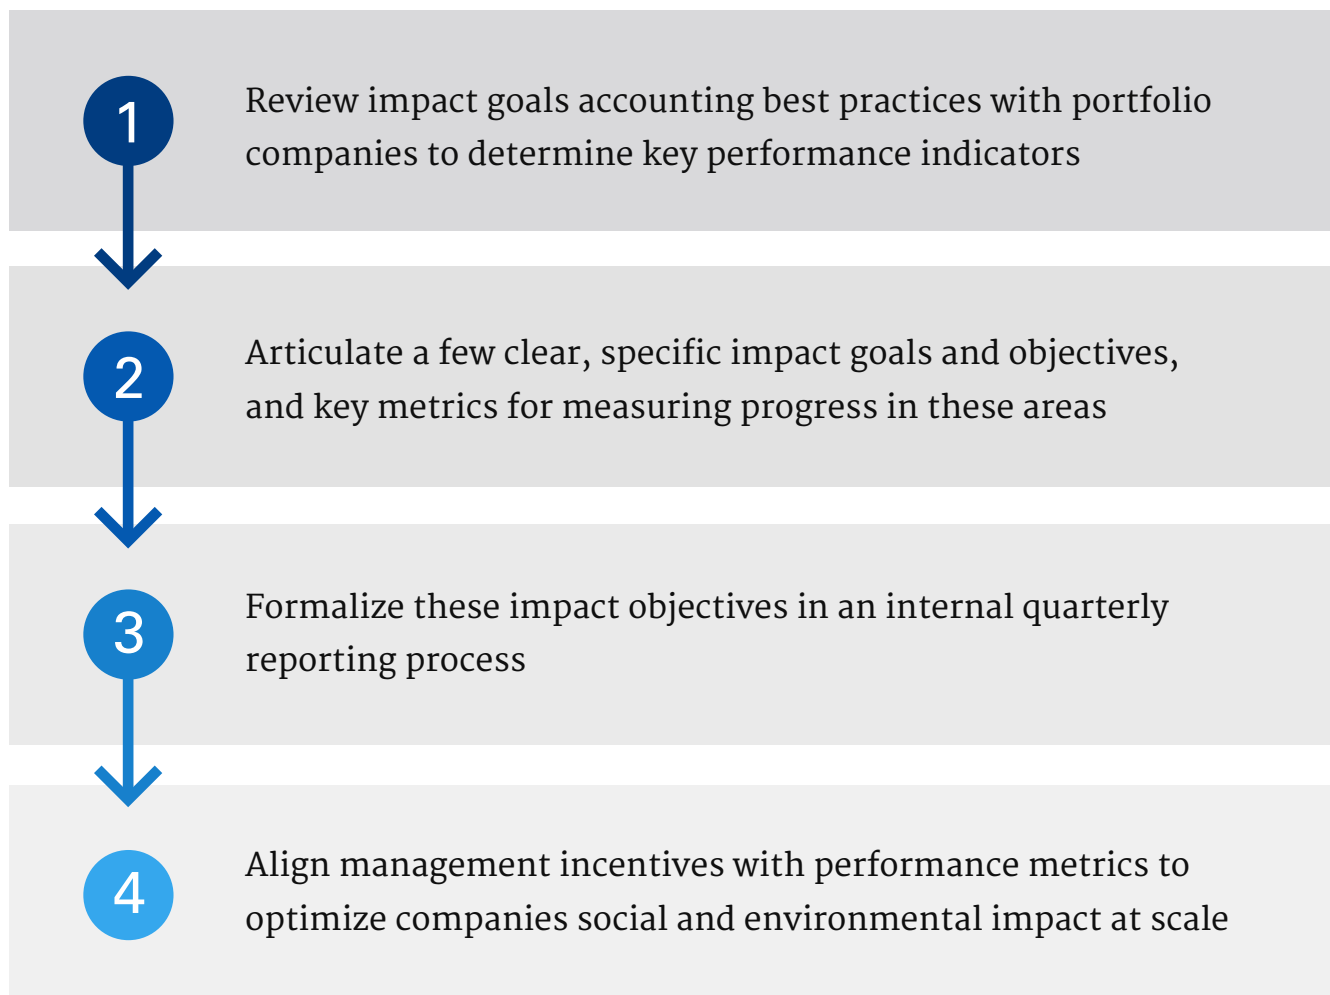 1
Review impact goals accounting best practices with portfolio
companies to determine key performance indicators
2
Articulate a few clear, specific impact goals and objectives,
and key metrics for measuring progress in these areas
3
Formalize these impact objectives in an internal quarterly
reporting process
4
Align management incentives with performance metrics to
optimize companies social and environmental impact at scale